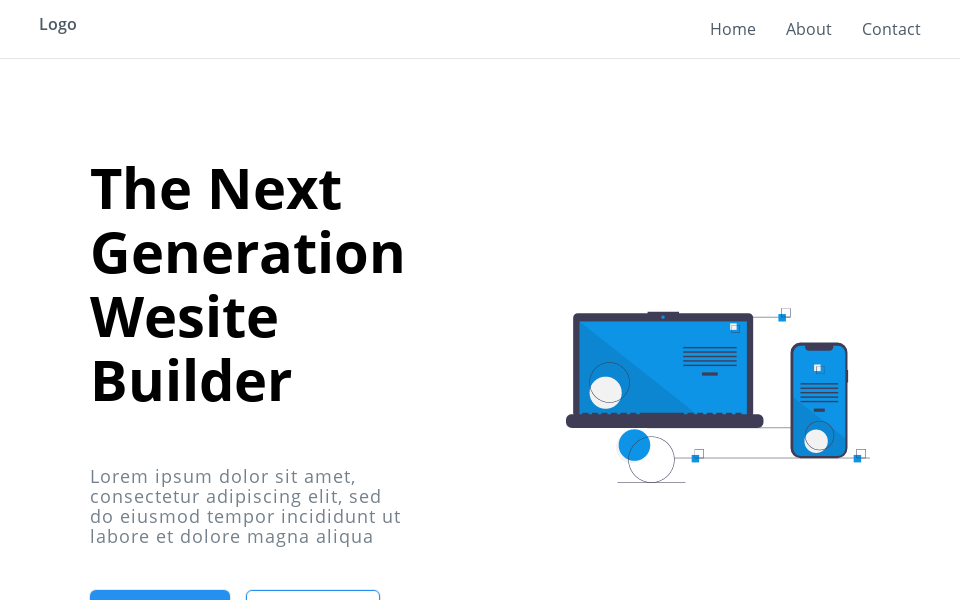 Logo
Home About Contact
The Next
Generation
Wesite
Builder
Lorem ipsum dolor sit amet,
consectetur adipiscing elit, sed
do eiusmod tempor incididunt ut
labore et dolore magna aliqua